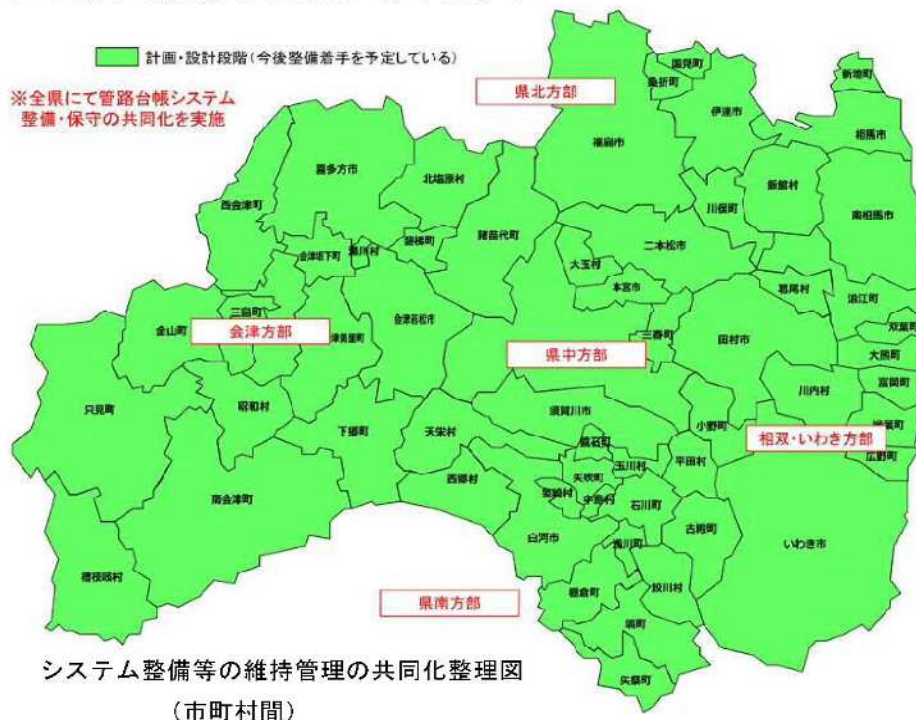 計画・設計段階(今後整備着手を予定している)
※全県にて管路台帳システム
整備・保守の共同化を実施
県北方部
国見町
桑折町
新地町
伊達市
相馬市
福島市
喜多方市
北塩原村
飯舘村
西会津町
川俣町
南相馬市
猪苗代町
磐梯町
二本松市
会津坂下町
湯川村
大玉村
本宮市
葛尾村
浪江町
三島町
金山町
会津方部
会津若松市
津美里町
県中方部
三春町
田村市
双葉町
大熊町
富岡町
川内村
只見町
昭和村
須賀川市
小野町
相双・いわき方部
下郷町
天栄村
鏡石町
広野町
玉川村
平田村
西郷村
矢吹町
南会津町
中島村
石川町
古殿町
白河市
いわき市
浅川町
檜枝岐村
棚倉町
鮫川村
県南方部
塙町
矢祭町
システム整備等の維持管理の共同化整理図
(市町村間)